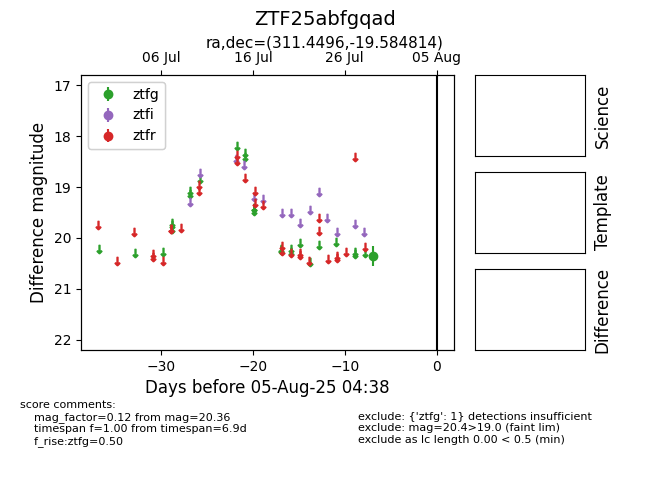 ZTF25abfgqad
ra,dec=(311.4496,-19.584814)
06 Jul 16 Jul 26 Jul 05 Aug
ztfg
ztfi
ztfr
17
18
19
20
21
22
Difference magnitude
−30 −20 −10 0
Days before 05-Aug-25 04:38
Science
Template
Difference
score comments:
mag_factor=0.12 from mag=20.36
timespan f=1.00 from timespan=6.9d
f_rise:ztfg=0.50
exclude: {'ztfg': 1} detections insufficient
exclude: mag=20.4>19.0 (faint lim)
exclude as lc length 0.00 < 0.5 (min)